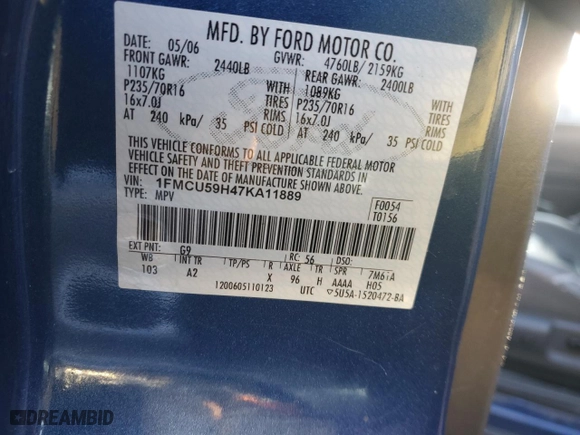 MFD. BY FORD MOTOR CO.
DATE: 05/06 GVWR: 4760LB/ 2159KG
FRONT GAWR: 2440LB REAR GAWR: 2400LB
1107KG WITH 1089KG WITH
P235/70R16 TIRES P235/70R16 TIRES
16x7.0J RIMS 16x7.0J RIMS
AT 240 kPa/ 35 PSI COLD AT 240 kPa/ 35 PSI COLD
THIS VEHICLE CONFORMS TO ALL APPLICABLE FEDERAL MOTOR
VEHICLE SAFETY AND THEFT PREVENTION STANDARDS IN
EFFECT ON THE DATE OF MANUFACTURE SHOWN ABOVE.
VIN: 1FMCU59H47KA11889
TYPE: MPV
F0054
T0156
EXT PNT: G9 RC: 56 DSO:
WB INT TR TP/PS R AXLE TR SPR 7M61A
103 A2 X 96 H AAAA H05
1200605110123 UTC ▽5U5A-1520472-BA
DREAMBID